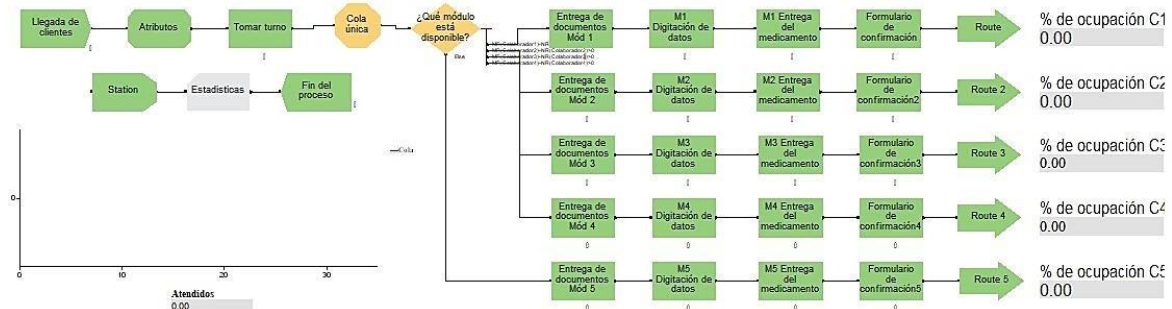 Llegada de
clientes
Atributos
Tomar turno
Cola
única
¿Qué módulo
está
disponible?
Else
Entrega de
documentos
Mód 1
M1
Digitación de
datos
M1 Entrega
del
medicamento
Formulario
de
confirmación
Route
% de ocupación C1
0.00
Station
Estadísticas
Fin del
proceso
Entrega de
documentos
Mód 2
M2
Digitación de
datos
M2 Entrega
del
medicamento
Formulario
de
confirmación2
Route 2
% de ocupación C2
0.00
Cola
Entrega de
documentos
Mód 3
M3
Digitación de
datos
M3 Entrega
del
medicamento
Formulario
de
confirmación3
Route 3
% de ocupación C3
0.00
0
Entrega de
documentos
Mód 4
M4
Digitación de
datos
M4 Entrega
del
medicamento
Formulario
de
confirmación4
Route 4
% de ocupación C4
0.00
0 10 20 30
Entrega de
documentos
Mód 5
M5
Digitación de
datos
M5 Entrega
del
medicamento
Formulario
de
confirmación5
Route 5
% de ocupación C5
0.00
Atendidos
0.00